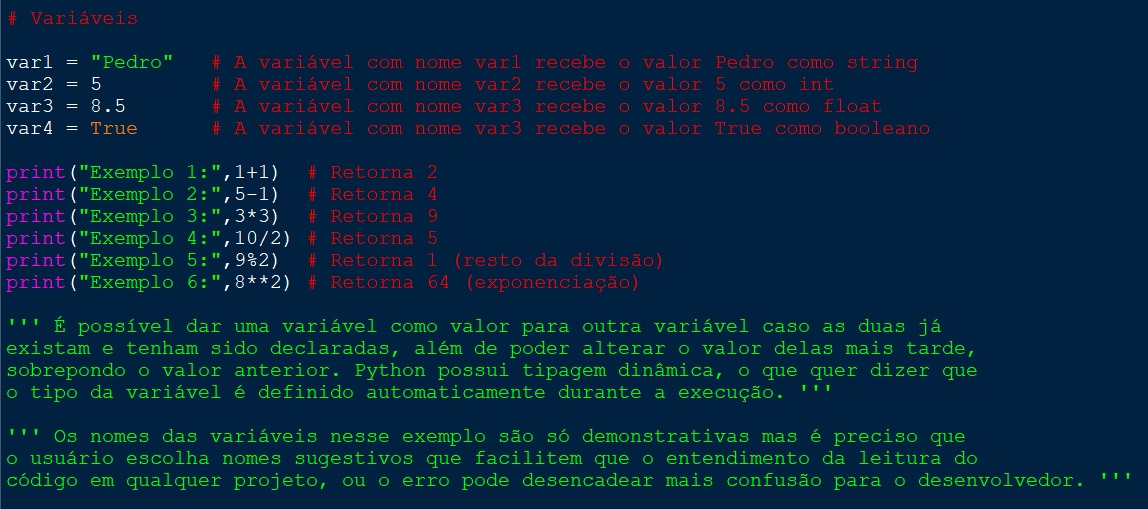 # Variáveis
var1 = "Pedro" # A variável com nome var1 recebe o valor Pedro como string
var2 = 5 # A variável com nome var2 recebe o valor 5 como int
var3 = 8.5 # A variável com nome var3 recebe o valor 8.5 como float
var4 = True # A variável com nome var3 recebe o valor True como booleano
print("Exemplo 1:",1+1) # Retorna 2
print("Exemplo 2:",5-1) # Retorna 4
print("Exemplo 3:",3*3) # Retorna 9
print("Exemplo 4:",10/2) # Retorna 5
print("Exemplo 5:",9%2) # Retorna 1 (resto da divisão)
print("Exemplo 6:",8**2) # Retorna 64 (exponenciação)
''' É possível dar uma variável como valor para outra variável caso as duas já
existam e tenham sido declaradas, além de poder alterar o valor delas mais tarde,
sobrepondo o valor anterior. Python possui tipagem dinâmica, o que quer dizer que
o tipo da variável é definido automaticamente durante a execução. '''
''' Os nomes das variáveis nesse exemplo são só demonstrativas mas é preciso que
o usuário escolha nomes sugestivos que facilitem que o entendimento da leitura do
código em qualquer projeto, ou o erro pode desencadear mais confusão para o desenvolvedor. '''